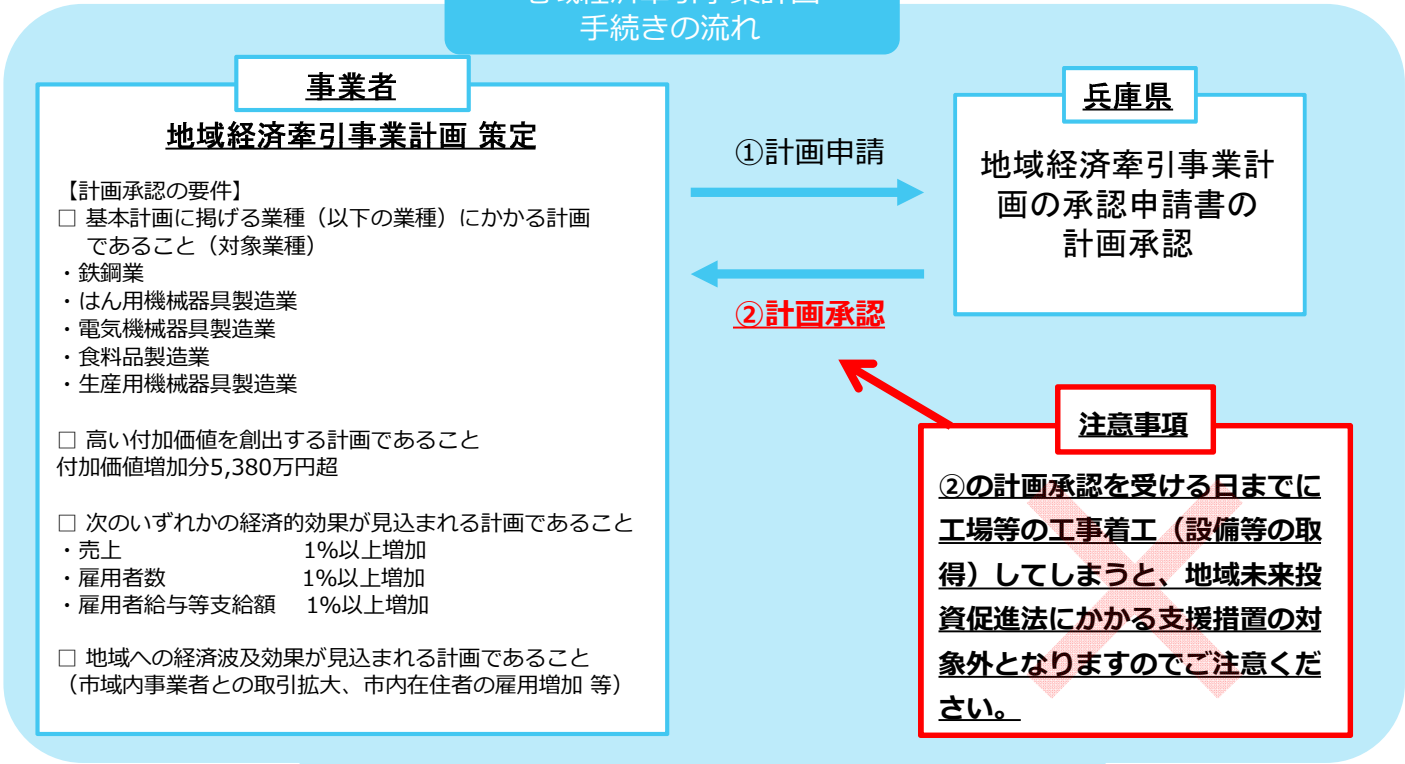 地域経済牽引事業計画
手続きの流れ
事業者
地域経済牽引事業計画 策定
【計画承認の要件】
□ 基本計画に掲げる業種（以下の業種）にかかる計画
であること（対象業種）
・鉄鋼業
・はん用機械器具製造業
・電気機械器具製造業
・食料品製造業
・生産用機械器具製造業
□ 高い付加価値を創出する計画であること
付加価値増加分5,380万円超
□ 次のいずれかの経済的効果が見込まれる計画であること
・売上 1%以上増加
・雇用者数 1%以上増加
・雇用者給与等支給額 1%以上増加
□ 地域への経済波及効果が見込まれる計画であること
（市域内事業者との取引拡大、市内在住者の雇用増加 等）
①計画申請
②計画承認
兵庫県
地域経済牽引事業計
画の承認申請書の
計画承認
注意事項
②の計画承認を受ける日までに
工場等の工事着工（設備等の取
得）してしまうと、地域未来投
資促進法にかかる支援措置の対
象外となりますのでご注意くだ
さい。